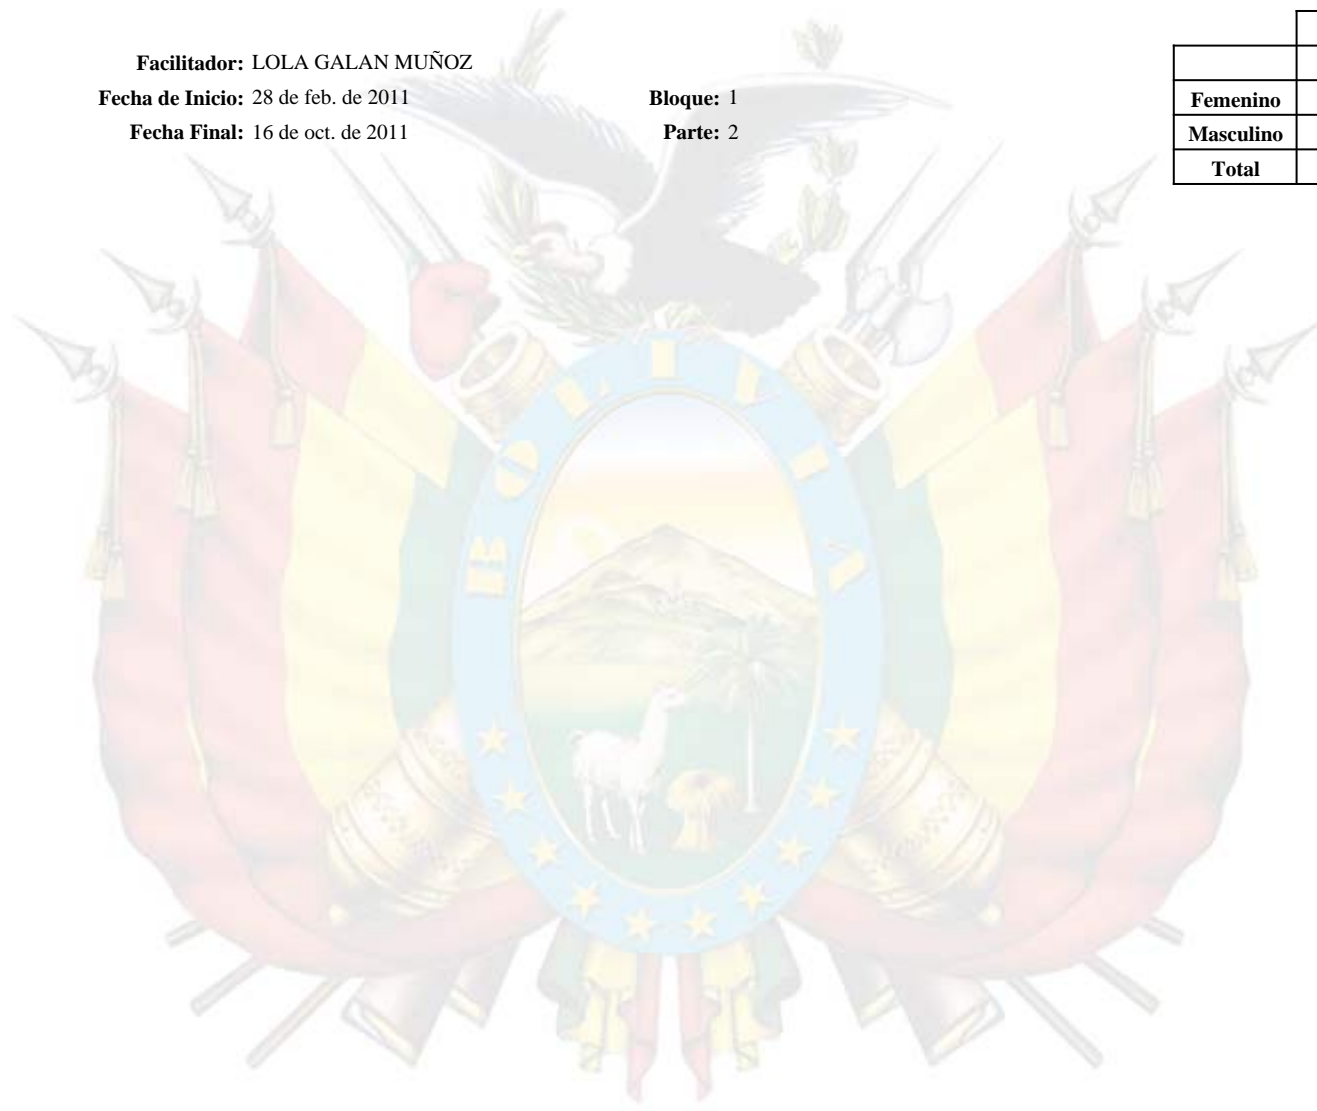 Facilitador: LOLA GALAN MUÑOZ
Fecha de Inicio: 28 de feb. de 2011 Bloque: 1
Fecha Final: 16 de oct. de 2011 Parte: 2
Femenino
Masculino
Total
BOLIVIA